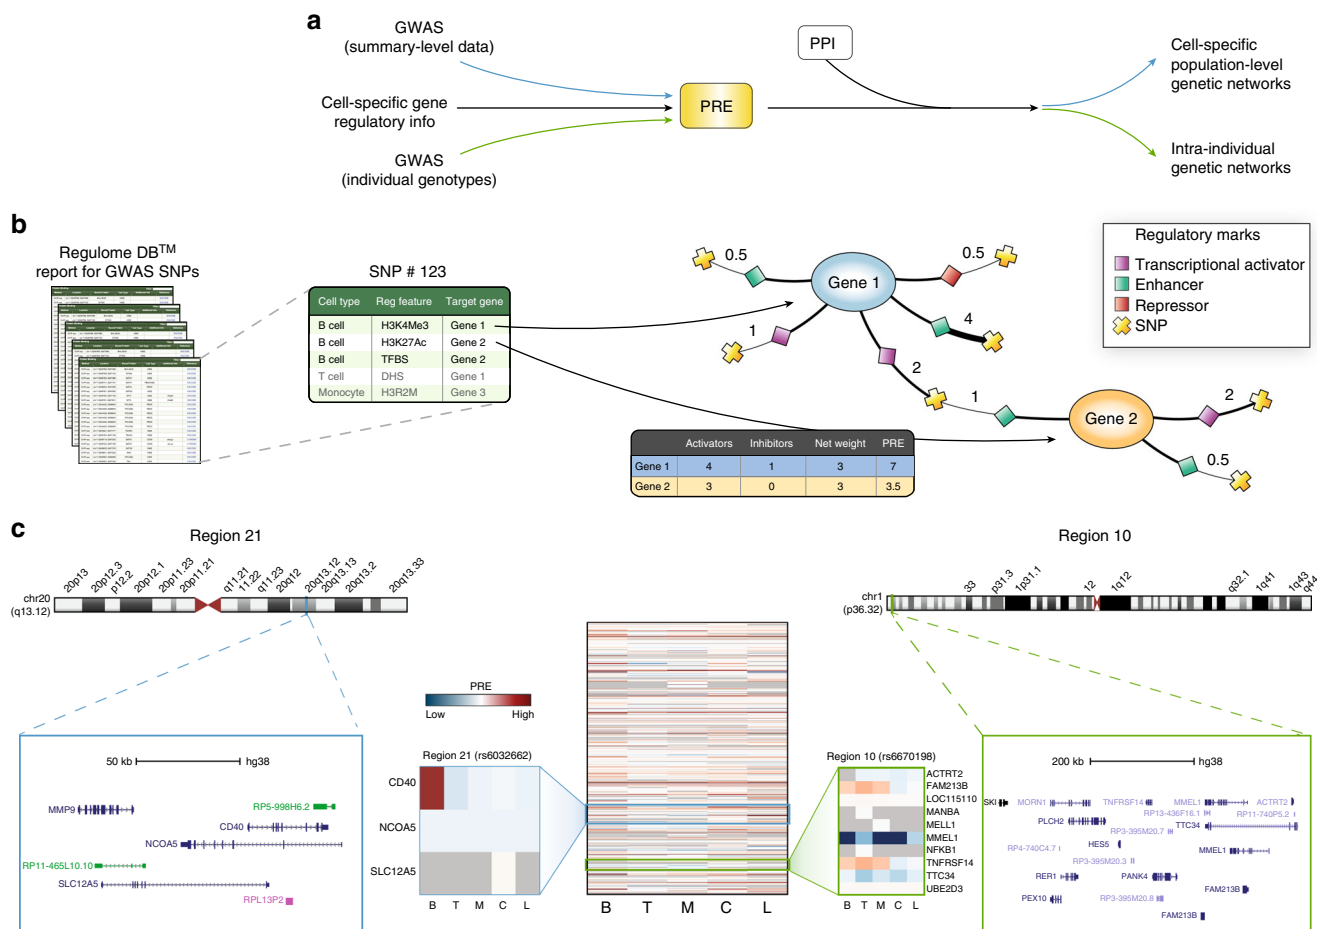 a
GWAS
(summary-level data)
Cell-specific gene
regulatory info
GWAS
(individual genotypes)
PRE
PPI
Cell-specific
population-level
genetic networks
Intra-individual
genetic networks
b
Regulome DB™
report for GWAS SNPs
SNP # 123
Cell type Reg feature Target gene
B cell H3K4Me3 Gene 1
B cell H3K27Ac Gene 2
B cell TFBS Gene 2
T cell DHS Gene 1
Monocyte H3R2M Gene 3
0.5
Gene 1
0.5
1
4
2
1
Gene 2
2
0.5
Regulatory marks
Transcriptional activator
Enhancer
Repressor
SNP
Activators Inhibitors Net weight PRE
Gene 1 4 1 3 7
Gene 2 3 0 3 3.5
c
Region 21
20p13 20p12.3 p12.2 20p12.1 20p11.23 20p11.21 q11.21 11.22 q11.23 20q12 20q13.12 20q13.13 20q13.2 20q13.33
chr20
(q13.12)
50 kb hg38
MMP9
RP5-998H6.2
CD40
NCOA5
RP11-465L10.10
SLC12A5
RPL13P2
PRE
Low High
Region 21 (rs6032662)
CD40
NCOA5
SLC12A5
B T M C L
B T M C L
Region 10 (rs6670198)
ACTRT2
FAM213B
LOC115110
MANBA
MELL1
MMEL1
NFKB1
TNFRSF14
TTC34
UBE2D3
B T M C L
Region 10
33 p31.3 1p31.1 12 1q12 q32.1 1q41 1q43 q44
chr1
(p36.32)
200 kb hg38
SKI MORN1 TNFRSF14 MMEL1 ACTRT2
RP13-436F16.1 RP11-740P5.2
PLCH2 RP3-395M20.7 TTC34
RP4-740C4.7 HES5 MMEL1
RP3-395M20.3
RER1 PANK4
PEX10 RP3-395M20.8 FAM213B
FAM213B